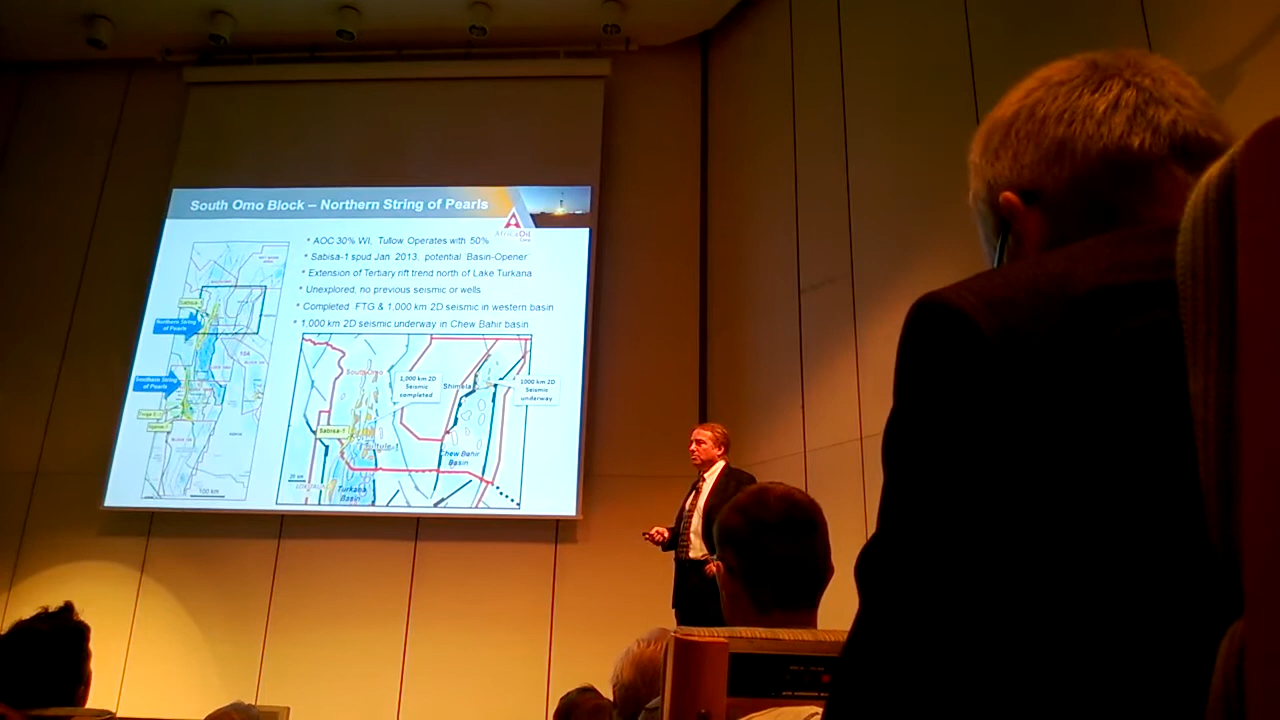 South Omo Block – Northern String of Pearls
Africa Oil
Corp.
* AOC 30% WI, Tullow Operates with 50%
* Sabisa-1 spud Jan. 2013, potential Basin-Opener
* Extension of Tertiary rift trend north of Lake Turkana
* Unexplored, no previous seismic or wells
* Completed FTG & 1,000 km 2D seismic in western basin
* 1,000 km 2D seismic underway in Chew Bahir basin
Sabisa-1
Northern String
of Pearls
Southern String
of Pearls
100 km
South Omo
1,000 km 2D
Seismic
completed
Shimela
1000 km 2D
Seismic
underway
Sabisa-1
Chew Bahir
Basin
Turkana
Basin